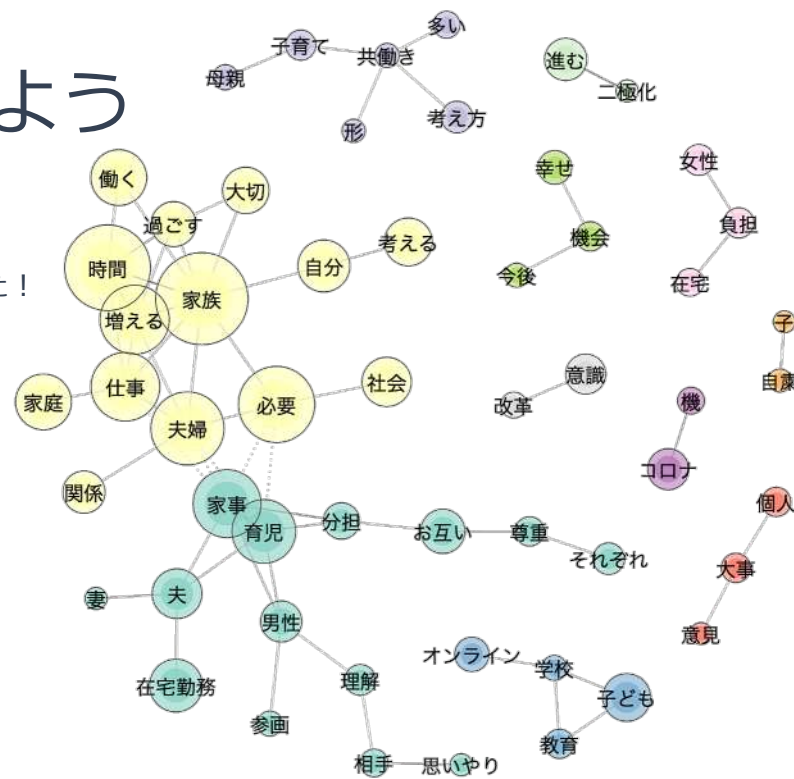 よう
た！
多い
子育て
共働き
母親
形
考え方
進む
二極化
働く
大切
過ごす
時間
家族
増える
自分
考える
幸せ
機会
今後
女性
負担
在宅
子
自粛
家庭
仕事
夫婦
必要
社会
関係
意識
改革
機
コロナ
家事
育児
分担
お互い
尊重
それぞれ
個人
大事
意見
妻
夫
男性
在宅勤務
参画
理解
相手
思いやり
オンライン
学校
子ども
教育